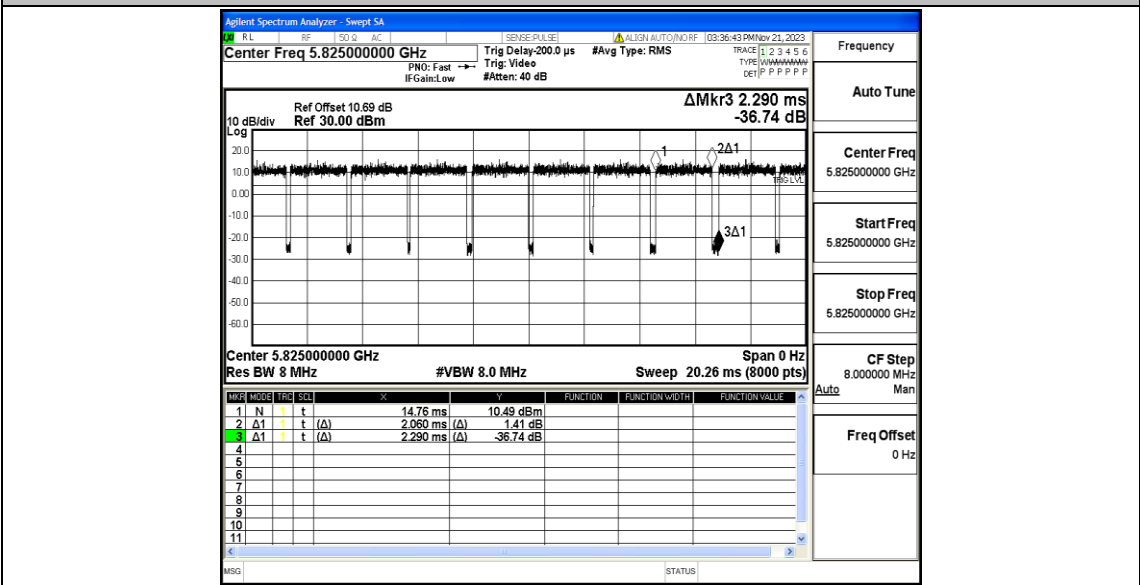 Agilent Spectrum Analyzer - Swept SA
RL RF 50 Ω AC SENSE:PULSE ALIGN AUTO/NO RF 03:36:43 PM Nov 21, 2023
Center Freq 5.825000000 GHz
PNO: Fast
IFGain:Low
Trig Delay-200.0 µs
Trig: Video
#Atten: 40 dB
#Avg Type: RMS
TRACE 1 2 3 4 5 6
TYPE
DET P P P P P P
Frequency
Auto Tune
Center Freq
5.825000000 GHz
Start Freq
5.825000000 GHz
Stop Freq
5.825000000 GHz
CF Step
8.000000 MHz
Auto Man
Freq Offset
0 Hz
Ref Offset 10.69 dB
10 dB/div Ref 30.00 dBm
ΔMkr3 2.290 ms
-36.74 dB
Log
20.0
10.0
0.00
-10.0
-20.0
-30.0
-40.0
-50.0
-60.0
1
2Δ1
TRIG LVL
3Δ1
Center 5.825000000 GHz Span 0 Hz
Res BW 8 MHz #VBW 8.0 MHz Sweep 20.26 ms (8000 pts)
MKR MODE TRC SCL X Y FUNCTION FUNCTION WIDTH FUNCTION VALUE
1 N 1 t 14.76 ms 10.49 dBm
2 Δ1 1 t (Δ) 2.060 ms (Δ) 1.41 dB
3 Δ1 1 t (Δ) 2.290 ms (Δ) -36.74 dB
4
5
6
7
8
9
10
11
MSG STATUS